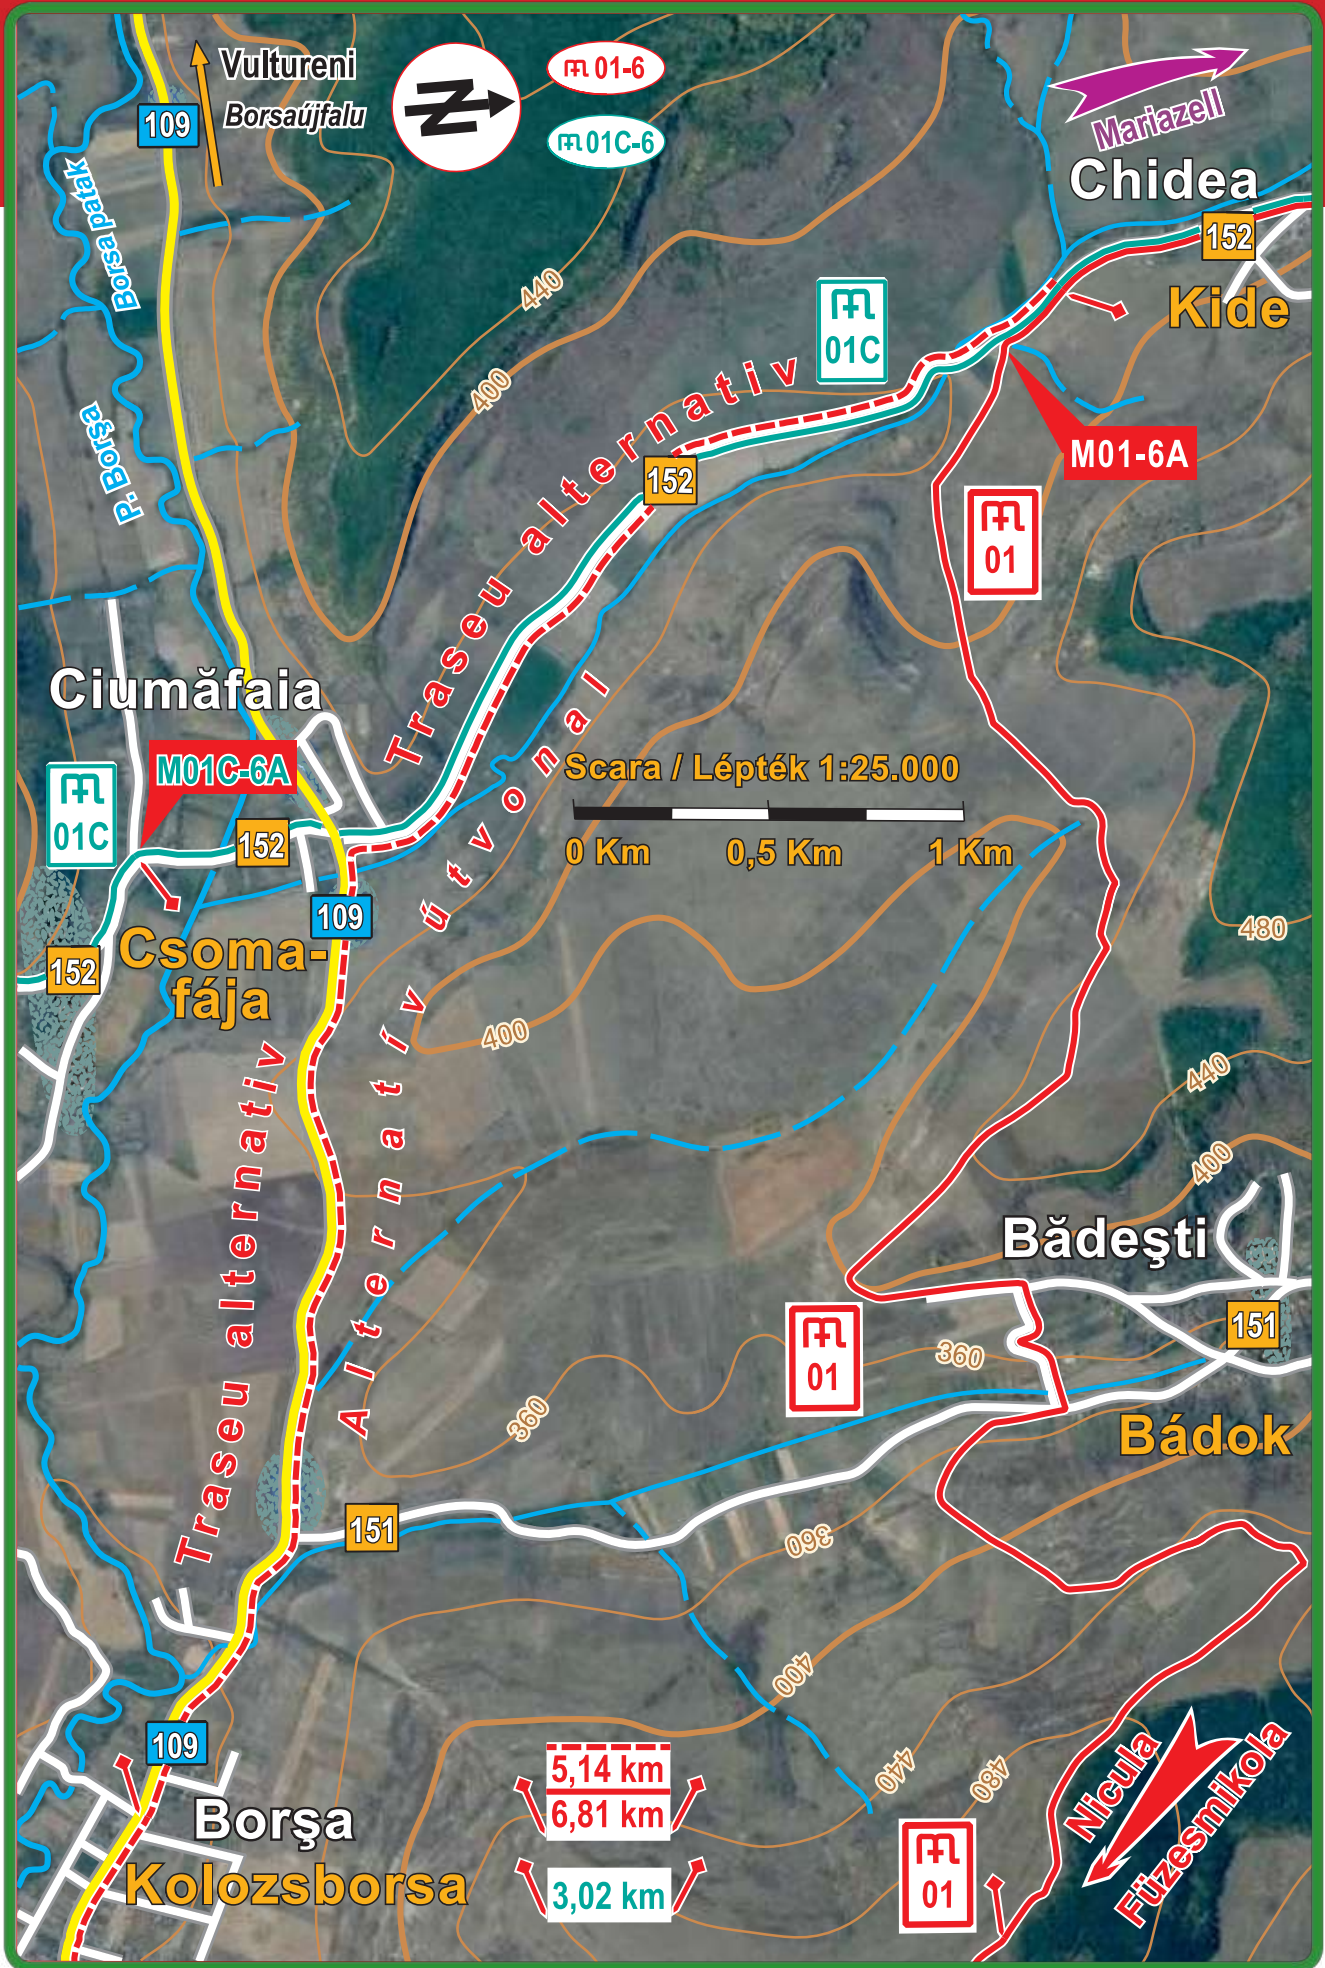 Vultureni
Borsaújfalu
109
N
01-6
01C-6
Mariazell
Chidea
152
Kide
Borsa patak
P. Borşa
440
400
01C
Traseu alternativ
152
M01-6A
01
Ciumăfaia
M01C-6A
01C
152
109
152
Csoma-
fája
Scara / Lépték 1:25.000
0 Km
0,5 Km
1 Km
480
Alternatív útvonal
400
440
400
Traseu alternativ
Bădeşti
151
01
360
360
Bádok
151
360
400
440
480
109
Borşa
Kolozsborsa
5,14 km
6,81 km
3,02 km
01
Nicula
Füzesmikola